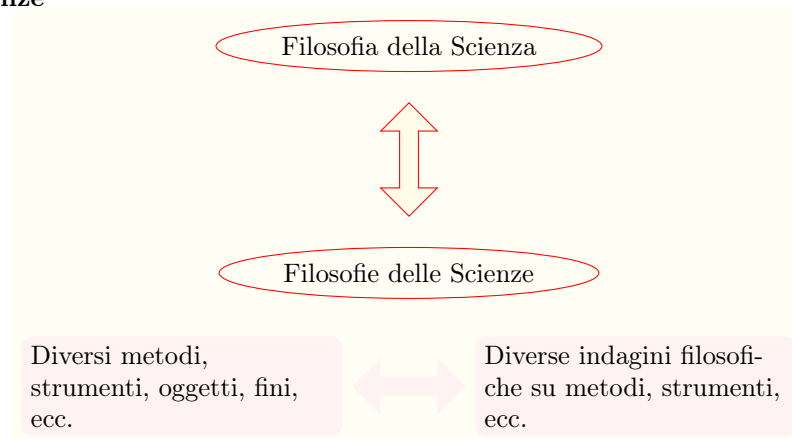 Filosofia della Scienza
Filosofie delle Scienze
Diversi metodi,
strumenti, oggetti, fini,
ecc.
Diverse indagini filosofi-
che su metodi, strumenti,
ecc.